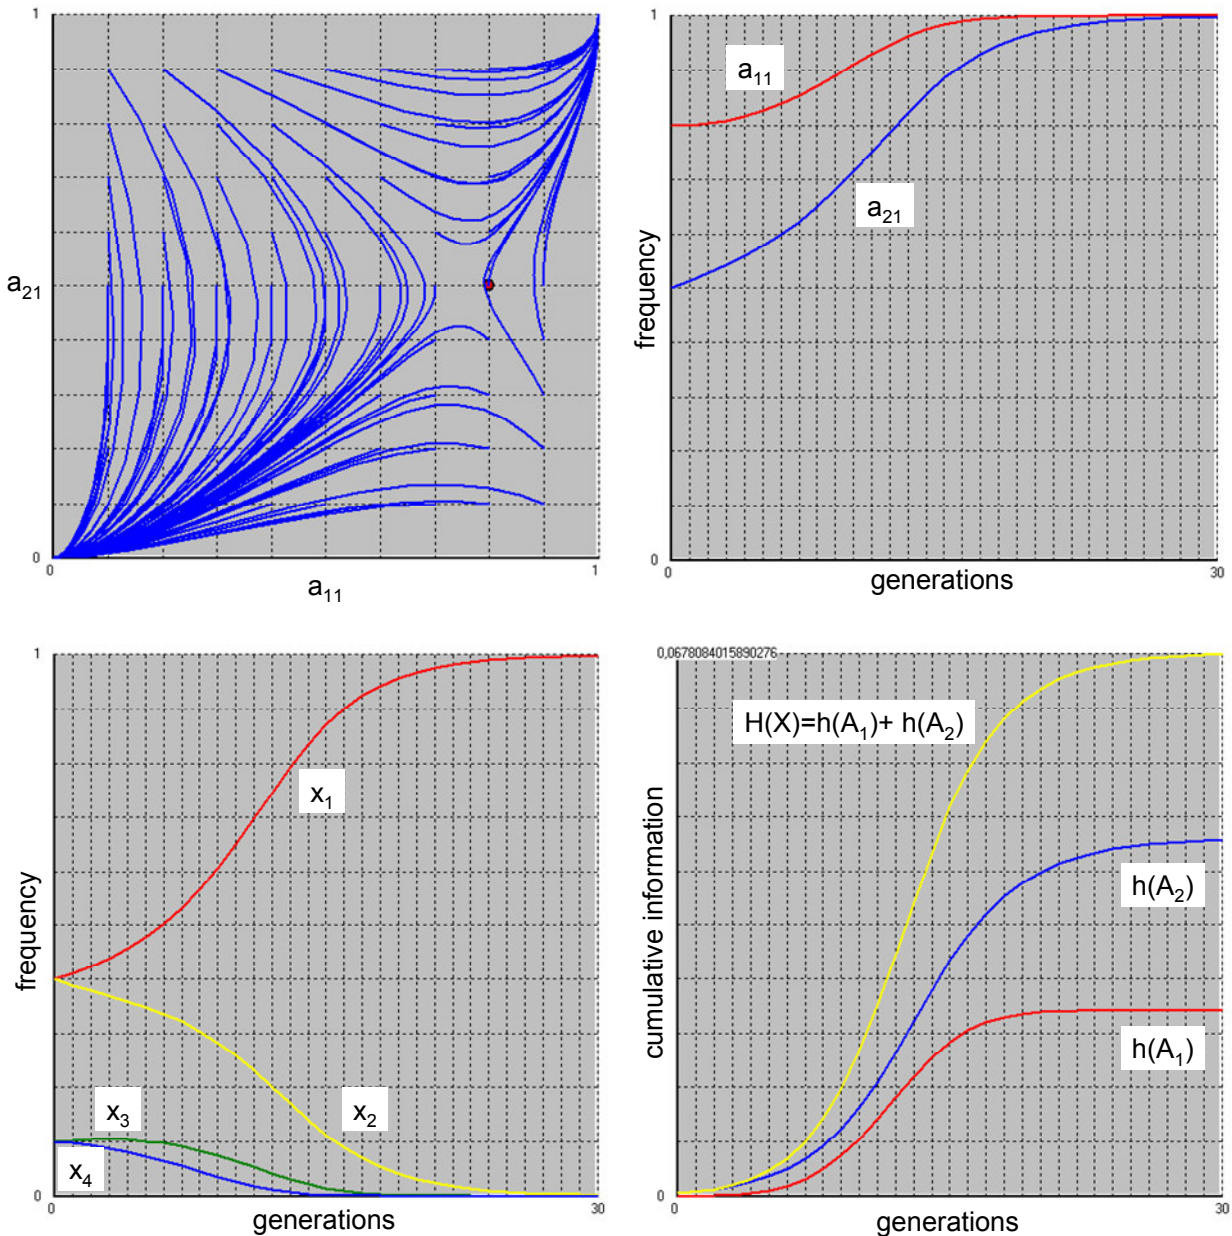 1
a₂₁
0
0
1
a₁₁
1
a₁₁
a₂₁
frequency
0
0
30
generations
1
x₁
x₂
x₃
x₄
frequency
0
0
30
generations
0,0678084015890276
H(X)=h(A₁)+ h(A₂)
h(A₂)
h(A₁)
cumulative information
0
0
30
generations